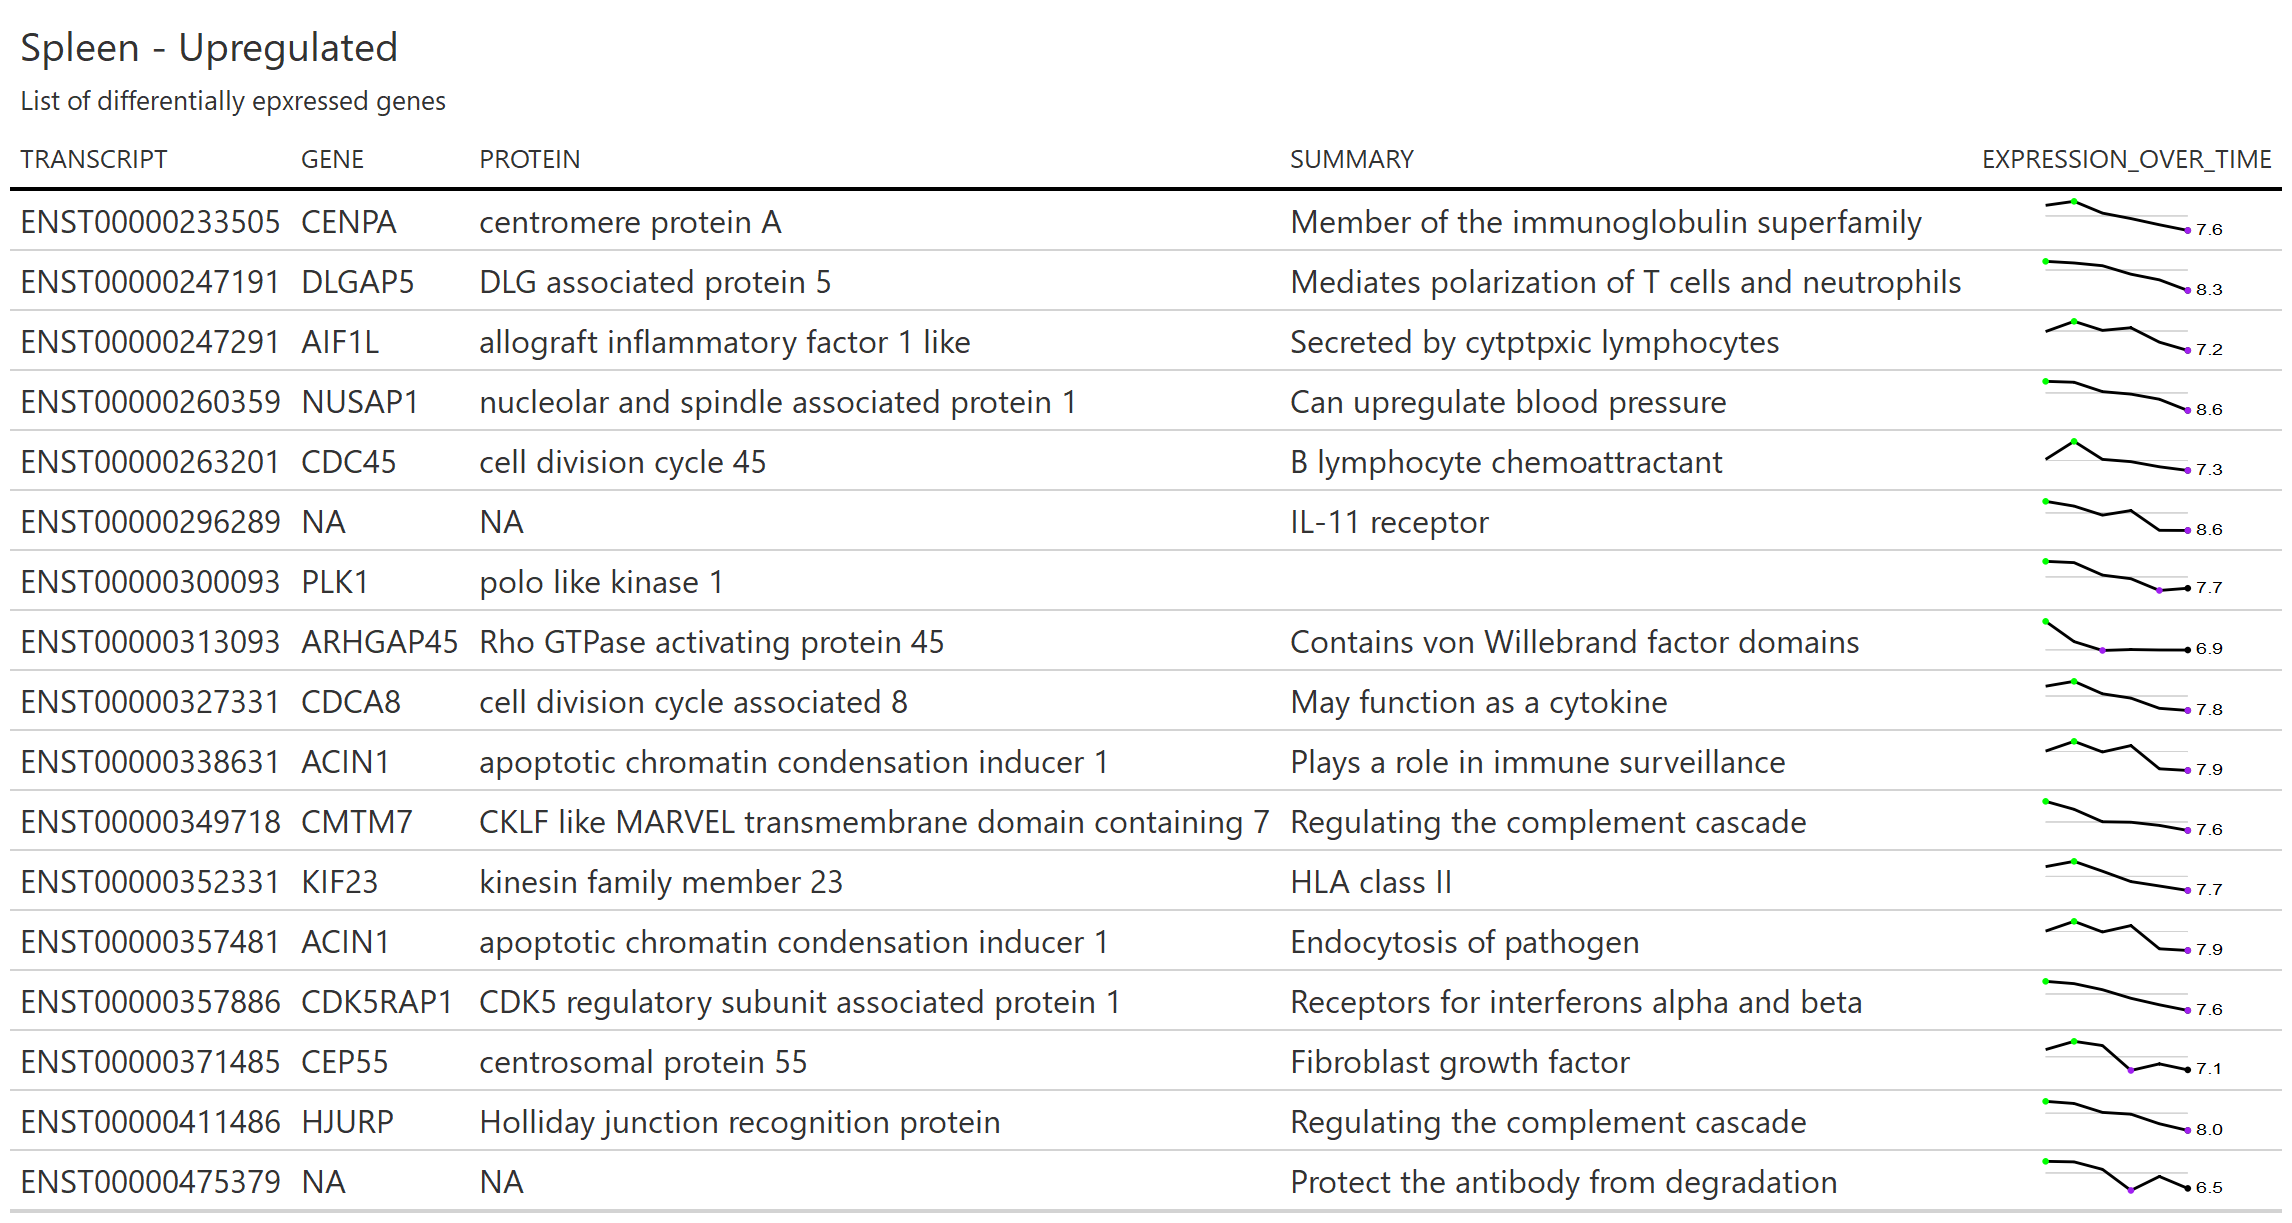 Spleen - Upregulated
List of differentially epxressed genes
TRANSCRIPT GENE PROTEIN SUMMARY EXPRESSION_OVER_TIME
ENST00000233505 CENPA centromere protein A Member of the immunoglobulin superfamily 7.6
ENST00000247191 DLGAP5 DLG associated protein 5 Mediates polarization of T cells and neutrophils 8.3
ENST00000247291 AIF1L allograft inflammatory factor 1 like Secreted by cytptpxic lymphocytes 7.2
ENST00000260359 NUSAP1 nucleolar and spindle associated protein 1 Can upregulate blood pressure 8.6
ENST00000263201 CDC45 cell division cycle 45 B lymphocyte chemoattractant 7.3
ENST00000296289 NA NA IL-11 receptor 8.6
ENST00000300093 PLK1 polo like kinase 1 7.7
ENST00000313093 ARHGAP45 Rho GTPase activating protein 45 Contains von Willebrand factor domains 6.9
ENST00000327331 CDCA8 cell division cycle associated 8 May function as a cytokine 7.8
ENST00000338631 ACIN1 apoptotic chromatin condensation inducer 1 Plays a role in immune surveillance 7.9
ENST00000349718 CMTM7 CKLF like MARVEL transmembrane domain containing 7 Regulating the complement cascade 7.6
ENST00000352331 KIF23 kinesin family member 23 HLA class II 7.7
ENST00000357481 ACIN1 apoptotic chromatin condensation inducer 1 Endocytosis of pathogen 7.9
ENST00000357886 CDK5RAP1 CDK5 regulatory subunit associated protein 1 Receptors for interferons alpha and beta 7.6
ENST00000371485 CEP55 centrosomal protein 55 Fibroblast growth factor 7.1
ENST00000411486 HJURP Holliday junction recognition protein Regulating the complement cascade 8.0
ENST00000475379 NA NA Protect the antibody from degradation 6.5